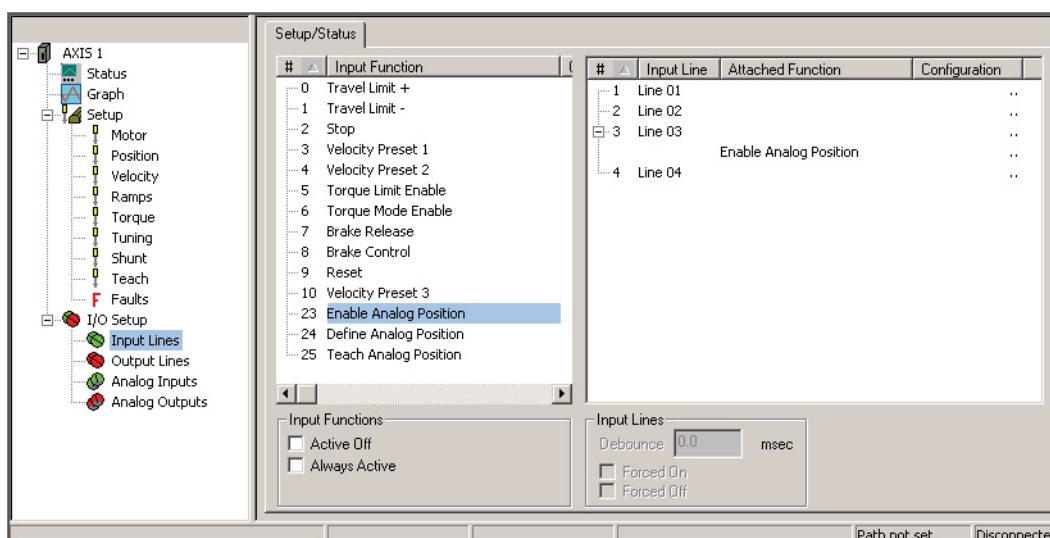 AXIS 1
Status
Graph
Setup
Motor
Position
Velocity
Ramps
Torque
Tuning
Shunt
Teach
F Faults
I/O Setup
Input Lines
Output Lines
Analog Inputs
Analog Outputs
Setup/Status
# Input Function
0 Travel Limit +
1 Travel Limit -
2 Stop
3 Velocity Preset 1
4 Velocity Preset 2
5 Torque Limit Enable
6 Torque Mode Enable
7 Brake Release
8 Brake Control
9 Reset
10 Velocity Preset 3
23 Enable Analog Position
24 Define Analog Position
25 Teach Analog Position
# Input Line Attached Function Configuration
1 Line 01 ..
2 Line 02 ..
3 Line 03 ..
Enable Analog Position ..
4 Line 04 ..
Input Functions
Active Off
Always Active
Input Lines
Debounce 0.0 msec
Forced On
Forced Off
Path not set Disconnecte